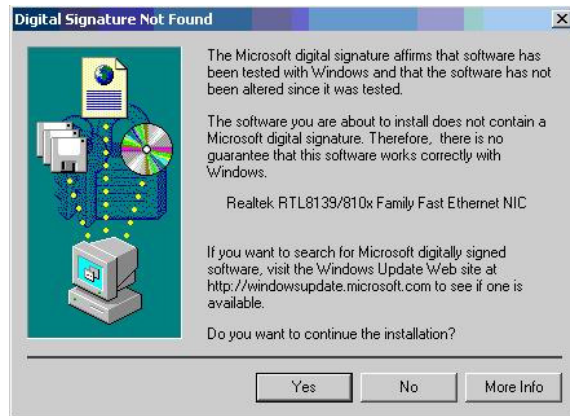 Digital Signature Not Found
The Microsoft digital signature affirms that software has
been tested with Windows and that the software has not
been altered since it was tested.
The software you are about to install does not contain a
Microsoft digital signature. Therefore, there is no
guarantee that this software works correctly with
Windows.
Realtek RTL8139/810x Family Fast Ethernet NIC
If you want to search for Microsoft digitally signed
software, visit the Windows Update Web site at
http://windowsupdate.microsoft.com to see if one is
available.
Do you want to continue the installation?
Yes No More Info